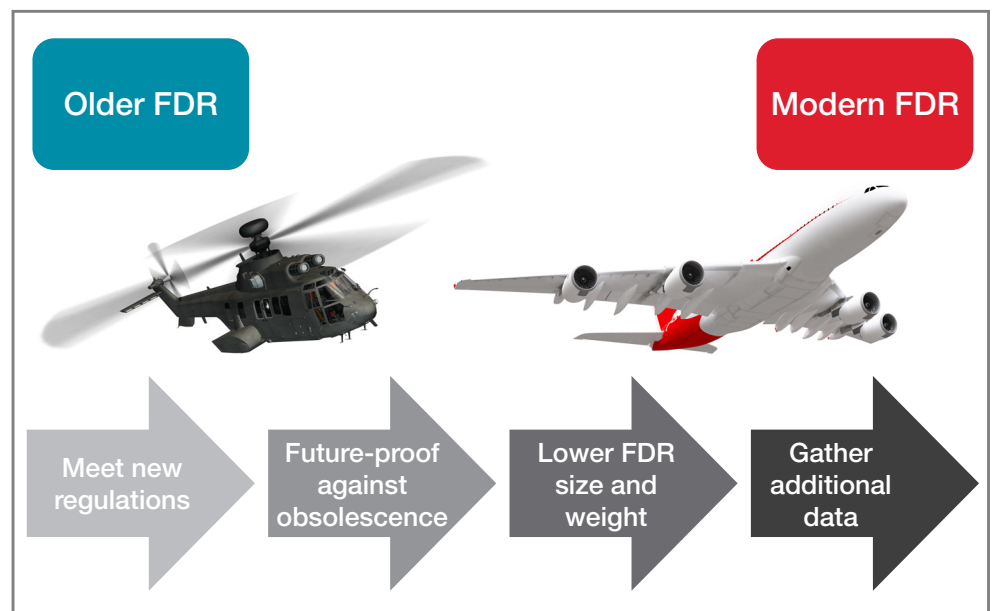 Older FDR
Modern FDR
Meet new
regulations
Future-proof
against
obsolescence
Lower FDR
size and
weight
Gather
additional
data